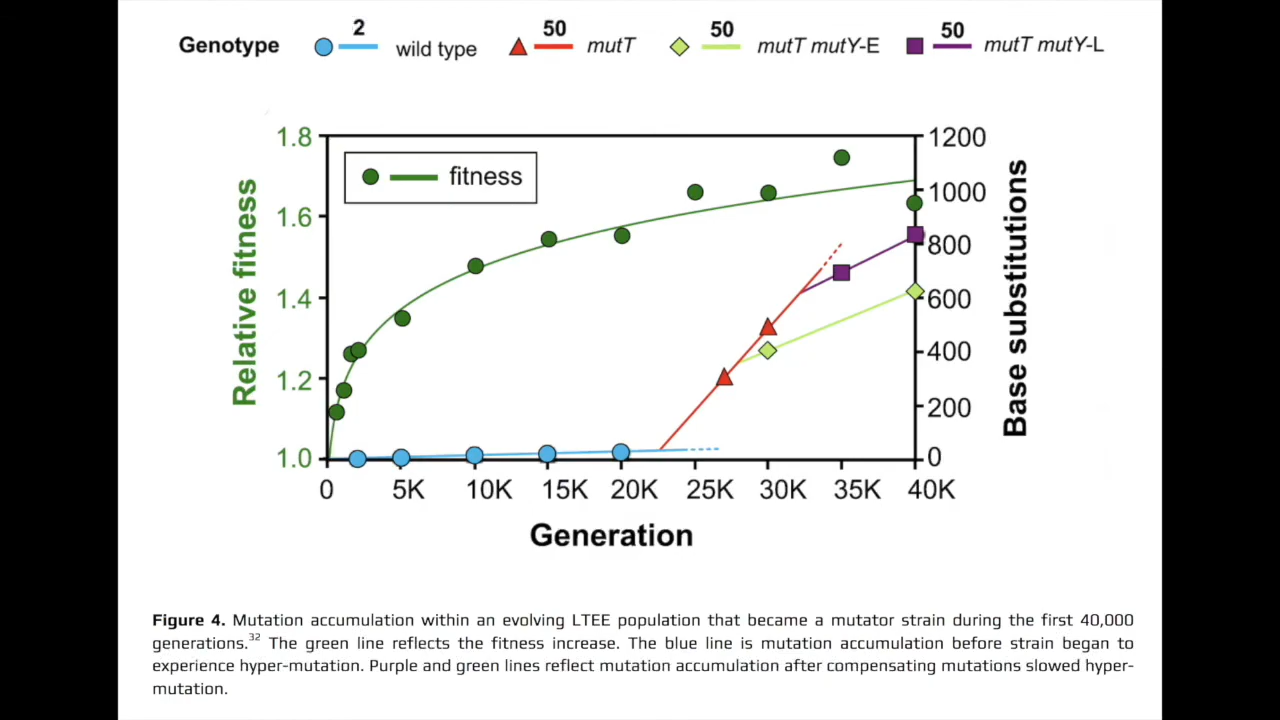 2 50 50 50
Genotype wild type mutT mutT mutY-E mutT mutY-L
1.8 1200
fitness
1000
1.6
800
1.4 600
400
1.2
200
1.0 0
Relative fitness
Base substitutions
0 5K 10K 15K 20K 25K 30K 35K 40K
Generation
Figure 4. Mutation accumulation within an evolving LTEE population that became a mutator strain during the first 40,000
generations.32 The green line reflects the fitness increase. The blue line is mutation accumulation before strain began to
experience hyper-mutation. Purple and green lines reflect mutation accumulation after compensating mutations slowed hyper-
mutation.